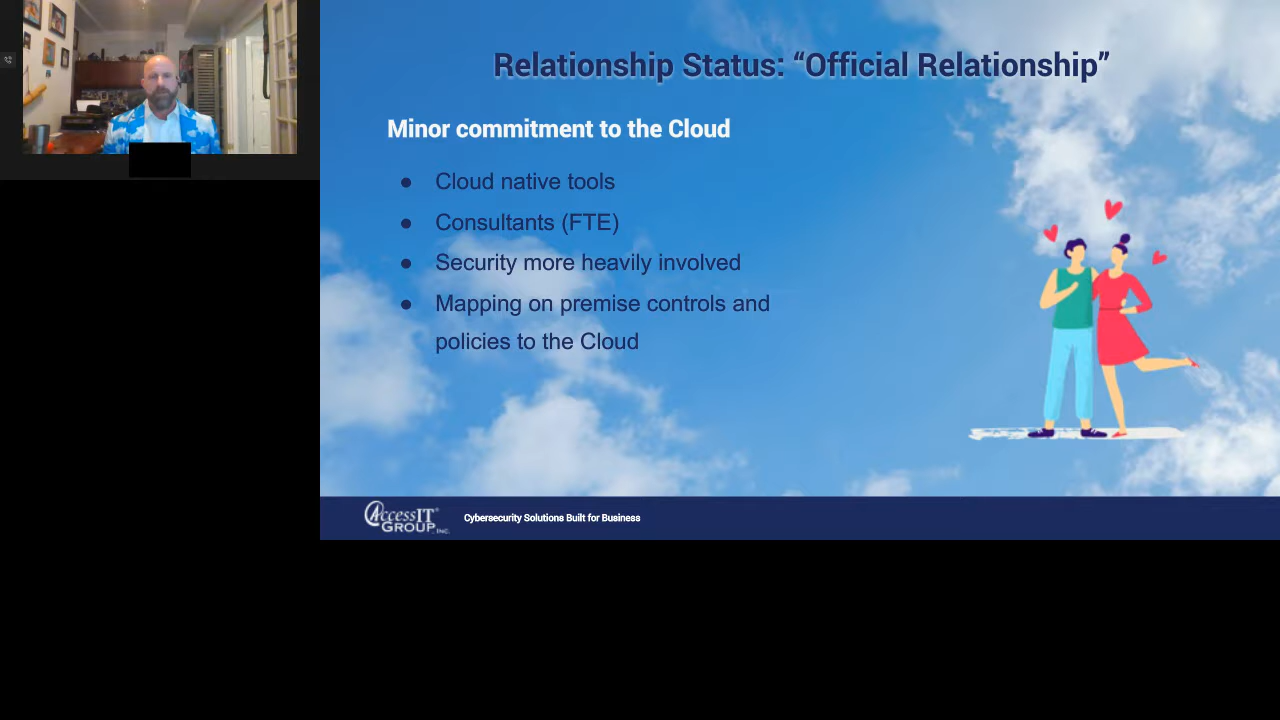 Relationship Status: “Official Relationship”
Minor commitment to the Cloud
● Cloud native tools
● Consultants (FTE)
● Security more heavily involved
● Mapping on premise controls and
policies to the Cloud
AccessIT
GROUP, INC.
Cybersecurity Solutions Built for Business